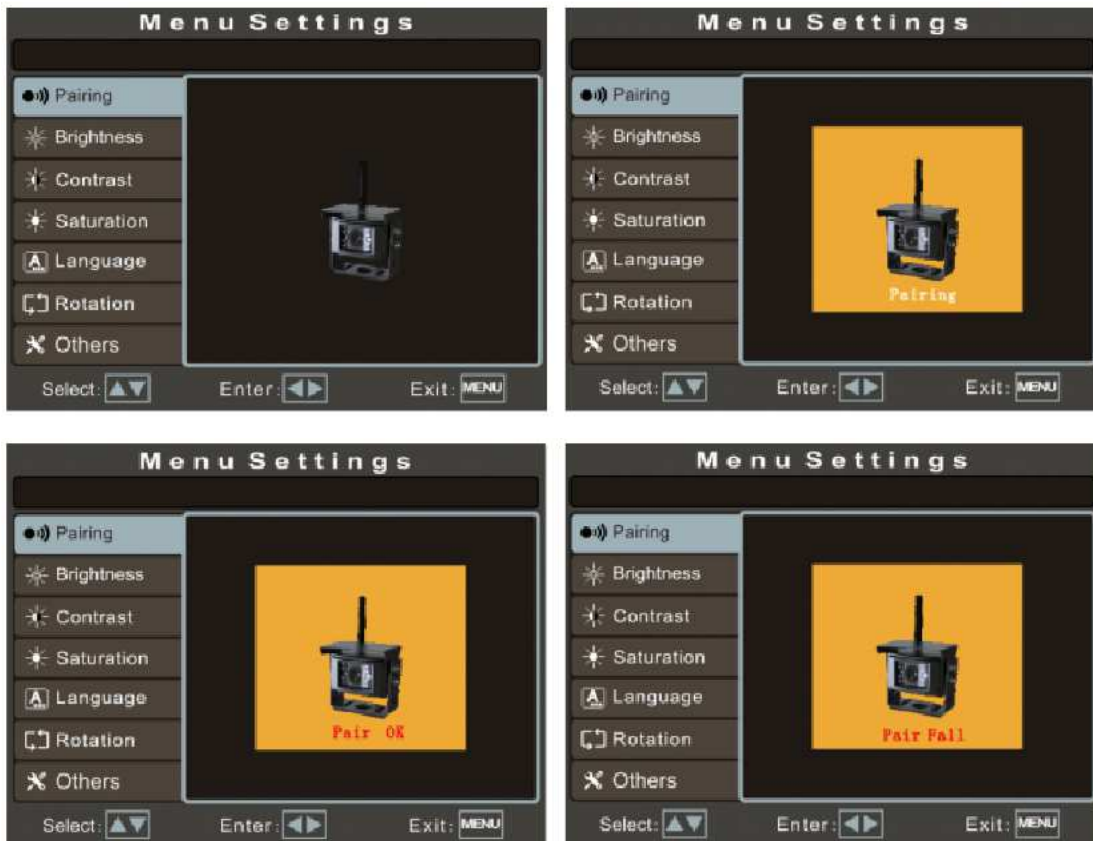 Menu Settings
Pairing
Brightness
Contrast
Saturation
Language
Rotation
Others
Select: Enter: Exit: MENU
Menu Settings
Pairing
Brightness
Contrast
Saturation
Language
Rotation
Others
Pairing
Select: Enter: Exit: MENU
Menu Settings
Pairing
Brightness
Contrast
Saturation
Language
Rotation
Others
Pair OK
Select: Enter: Exit: MENU
Menu Settings
Pairing
Brightness
Contrast
Saturation
Language
Rotation
Others
Pair Fall
Select: Enter: Exit: MENU